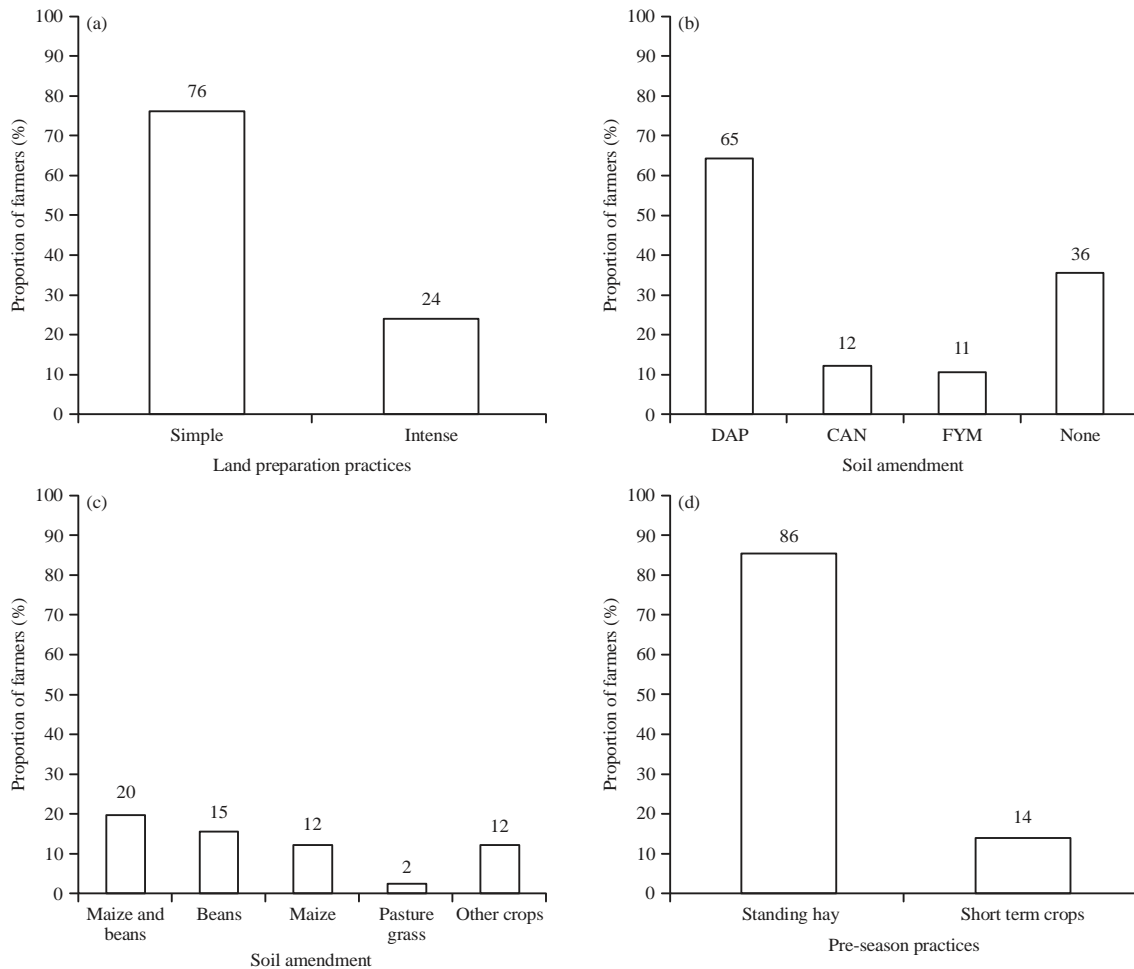 (a)
Proportion of farmers (%)
100
90
80
70
60
50
40
30
20
10
0
76
24
Simple
Intense
Land preparation practices
(b)
Proportion of farmers (%)
100
90
80
70
60
50
40
30
20
10
0
65
12
11
36
DAP
CAN
FYM
None
Soil amendment
(c)
Proportion of farmers (%)
100
90
80
70
60
50
40
30
20
10
0
20
15
12
2
12
Maize and
beans
Beans
Maize
Pasture
grass
Other crops
Soil amendment
(d)
Proportion of farmers (%)
100
90
80
70
60
50
40
30
20
10
0
86
14
Standing hay
Short term crops
Pre-season practices